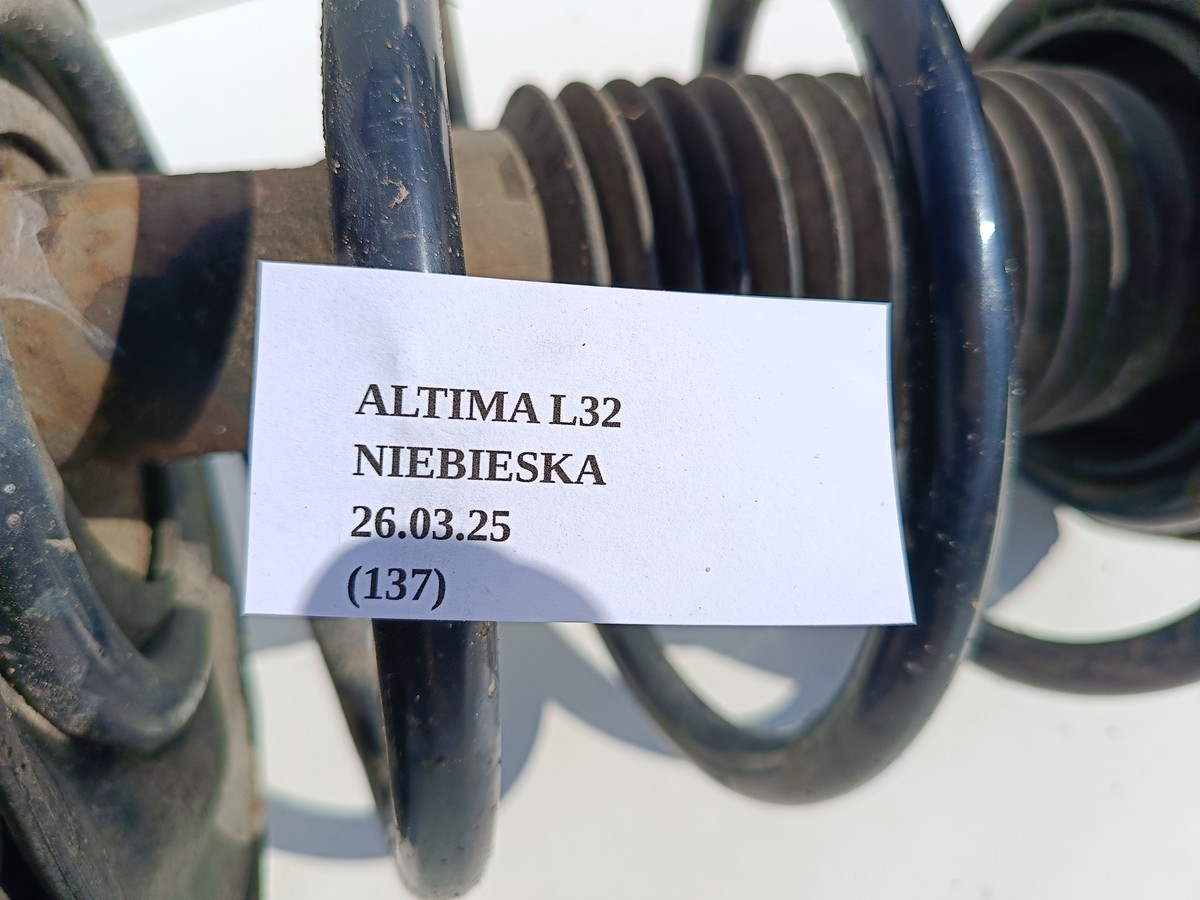 ALTIMA L32
NIEBIESKA
26.03.25
(137)